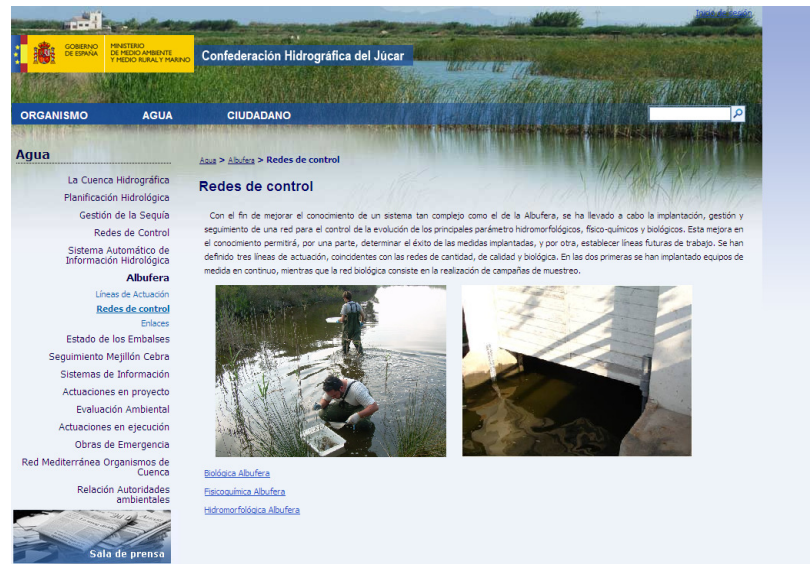 Inicio de sesión
GOBIERNO
DE ESPAÑA
MINISTERIO
DE MEDIO AMBIENTE
Y MEDIO RURAL Y MARINO
Confederación Hidrográfica del Júcar
ORGANISMO AGUA CIUDADANO
Agua
La Cuenca Hidrográfica
Planificación Hidrológica
Gestión de la Sequía
Redes de Control
Sistema Automático de
Información Hidrológica
Albufera
Líneas de Actuación
Redes de control
Enlaces
Estado de los Embalses
Seguimiento Mejillón Cebra
Sistemas de Información
Actuaciones en proyecto
Evaluación Ambiental
Actuaciones en ejecución
Obras de Emergencia
Red Mediterránea Organismos de
Cuenca
Relación Autoridades
ambientales
Sala de prensa
Agua > Albufera > Redes de control
Redes de control
Con el fin de mejorar el conocimiento de un sistema tan complejo como el de la Albufera, se ha llevado a cabo la implantación, gestión y
seguimiento de una red para el control de la evolución de los principales parámetro hidromorfológicos, físico-químicos y biológicos. Esta mejora en
el conocimiento permitirá, por una parte, determinar el éxito de las medidas implantadas, y por otra, establecer líneas futuras de trabajo. Se han
definido tres líneas de actuación, coincidentes con las redes de cantidad, de calidad y biológica. En las dos primeras se han implantado equipos de
medida en continuo, mientras que la red biológica consiste en la realización de campañas de muestreo.
Biológica Albufera
Fisicoquímica Albufera
Hidromorfológica Albufera